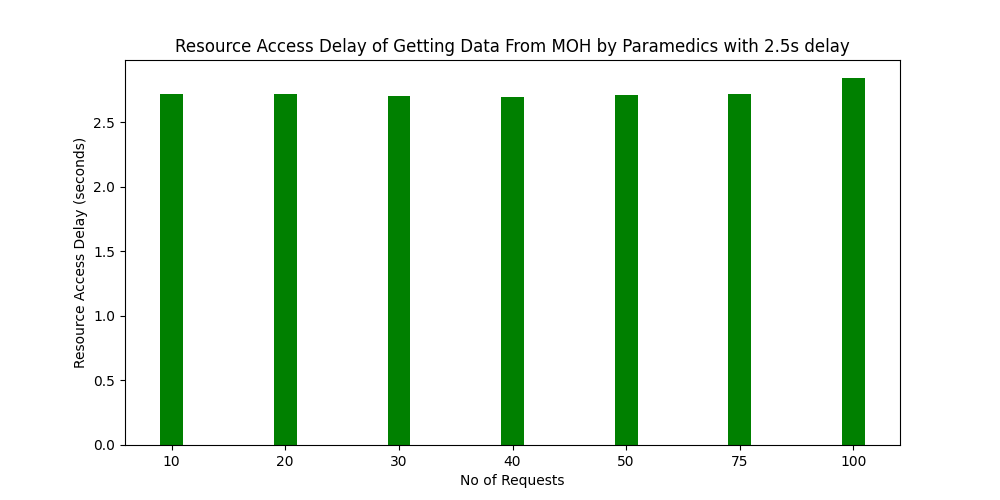 Resource Access Delay of Getting Data From MOH by Paramedics with 2.5s delay
Resource Access Delay (seconds)
2.5
2.0
1.5
1.0
0.5
0.0
10 20 30 40 50 75 100
No of Requests